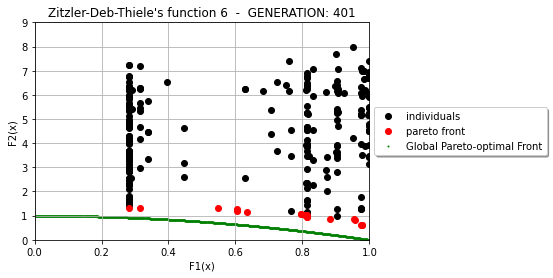 Zitzler-Deb-Thiele's function 6 - GENERATION: 401
9
8
7
6
5
4
3
2
1
0
F2(x)
0.0 0.2 0.4 0.6 0.8 1.0
F1(x)
individuals
pareto front
Global Pareto-optimal Front